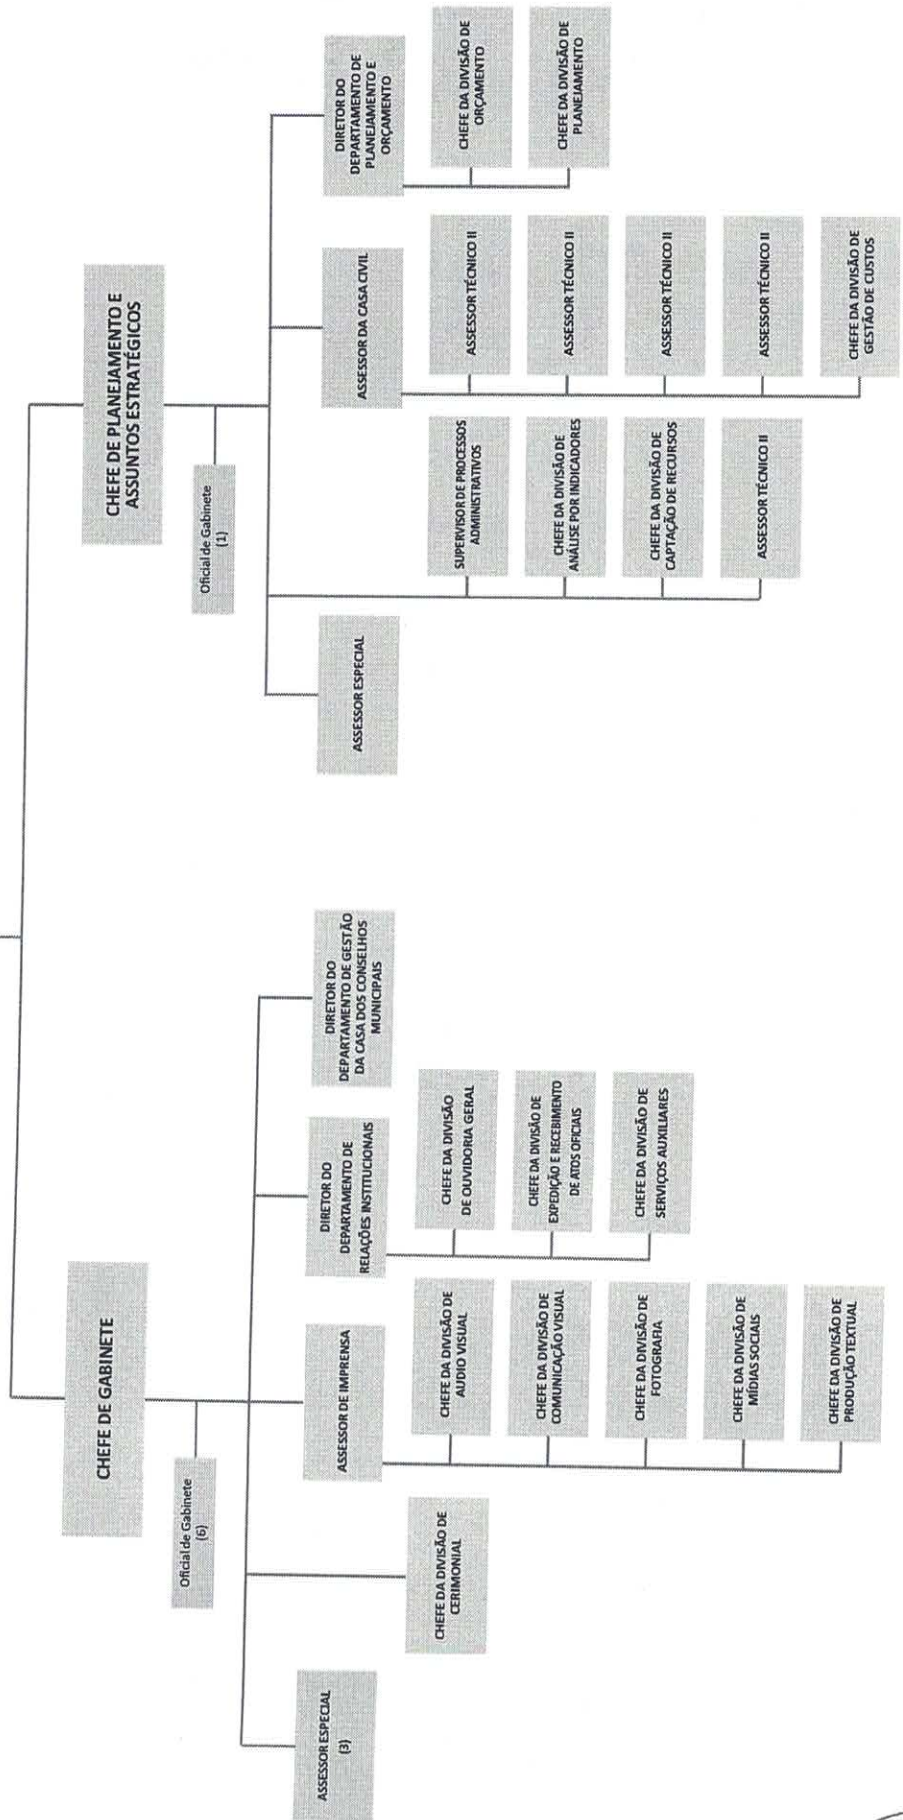 CHEFE DE GABINETE
Oficial de Gabinete
(6)
ASSESSOR ESPECIAL
(3)
CHEFE DA DIVISÃO DE
CERIMONIAL
ASSESSOR DE IMPRENSA
CHEFE DA DIVISÃO DE
AUDIO VISUAL
CHEFE DA DIVISÃO DE
COMUNICAÇÃO VISUAL
CHEFE DA DIVISÃO DE
FOTOGRAFIA
CHEFE DA DIVISÃO DE
MÍDIAS SOCIAIS
CHEFE DA DIVISÃO DE
PRODUÇÃO TEXTUAL
DIRETOR DO
DEPARTAMENTO DE
RELAÇÕES INSTITUCIONAIS
CHEFE DA DIVISÃO
DE OUVIDORIA GERAL
CHEFE DA DIVISÃO DE
EXPEDIÇÃO E RECEBIMENTO
DE ATOS OFICIAIS
CHEFE DA DIVISÃO DE
SERVIÇOS AUXILIARES
DIRETOR DO
DEPARTAMENTO DE GESTÃO
DA CASA DOS CONSELHOS
MUNICIPAIS
CHEFE DE PLANEJAMENTO E
ASSUNTOS ESTRATÉGICOS
Oficial de Gabinete
(1)
ASSESSOR ESPECIAL
SUPERVISOR DE PROCESSOS
ADMINISTRATIVOS
CHEFE DA DIVISÃO DE
ANÁLISE POR INDICADORES
CHEFE DA DIVISÃO DE
CAPTAÇÃO DE RECURSOS
ASSESSOR TÉCNICO II
ASSESSOR DA CASA CIVIL
ASSESSOR TÉCNICO II
ASSESSOR TÉCNICO II
ASSESSOR TÉCNICO II
ASSESSOR TÉCNICO II
CHEFE DA DIVISÃO DE
GESTÃO DE CUSTOS
DIRETOR DO
DEPARTAMENTO DE
PLANEJAMENTO E
ORÇAMENTO
CHEFE DA DIVISÃO DE
ORÇAMENTO
CHEFE DA DIVISÃO DE
PLANEJAMENTO